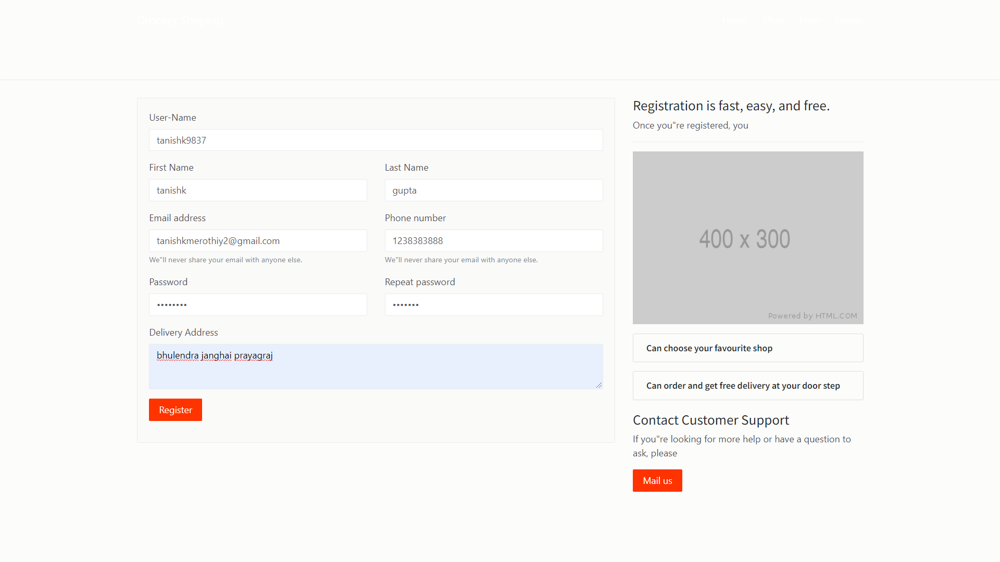 Grocery Shoping
User-Name
tanishk9837
First Name
Last Name
tanishk
gupta
Email address
Phone number
tanishkmerothiy2@gmail.com
1238383888
We"ll never share your email with anyone else.
We"ll never share your email with anyone else.
Password
Repeat password
••••••••
•••••••
Delivery Address
bhulendra janghai prayagraj
Register
Registration is fast, easy, and free.
Once you"re registered, you
400 x 300
Powered by HTML.COM
Can choose your favourite shop
Can order and get free delivery at your door step
Contact Customer Support
If you"re looking for more help or have a question to
ask, please
Mail us